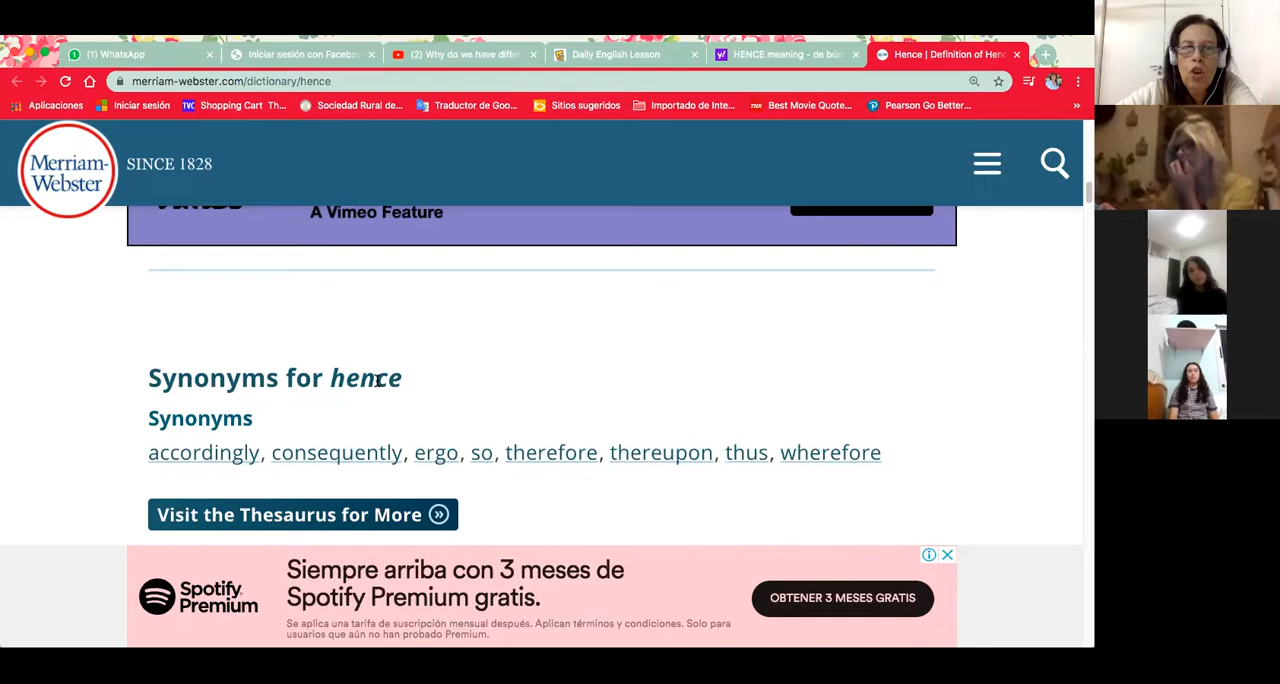 (1) WhatsApp
Iniciar sesión con Facebo
(2) Why do we have differ
Daily English Lesson
HENCE meaning - de bús
Hence | Definition of Henc
merriam-webster.com/dictionary/hence
Aplicaciones
Iniciar sesión
TVC Shopping Cart Th...
Sociedad Rural de...
Traductor de Goo...
Sitios sugeridos
Importado de Inte...
Best Movie Quote...
Pearson Go Better...
Merriam-
Webster
SINCE 1828
A Vimeo Feature
Synonyms for hence
Synonyms
accordingly, consequently, ergo, so, therefore, thereupon, thus, wherefore
Visit the Thesaurus for More
Spotify
Premium
Siempre arriba con 3 meses de
Spotify Premium gratis.
Se aplica una tarifa de suscripción mensual después. Aplican términos y condiciones. Solo para
usuarios que aún no han probado Premium.
OBTENER 3 MESES GRATIS